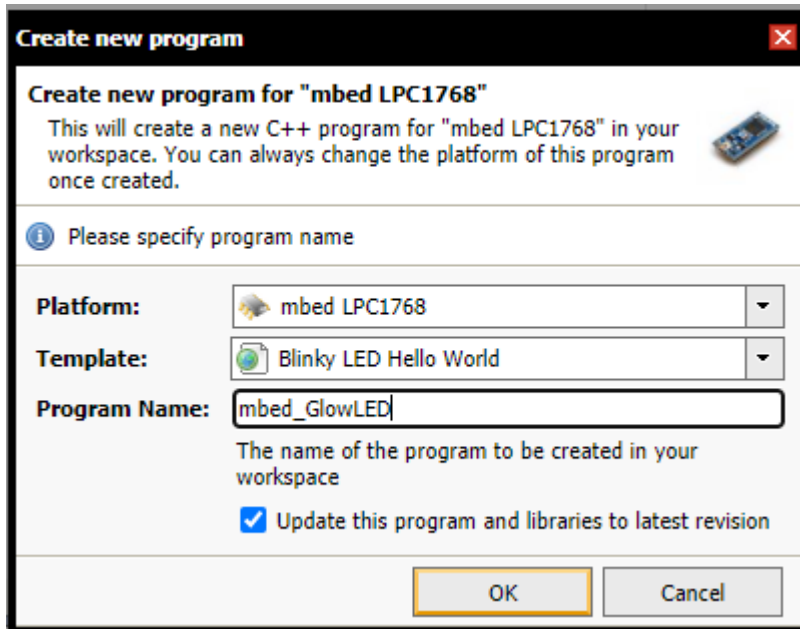 Create new program
Create new program for "mbed LPC1768"
This will create a new C++ program for "mbed LPC1768" in your
workspace. You can always change the platform of this program
once created.
Please specify program name
Platform: mbed LPC1768
Template: Blinky LED Hello World
Program Name: mbed_GlowLED
The name of the program to be created in your
workspace
Update this program and libraries to latest revision
OK Cancel